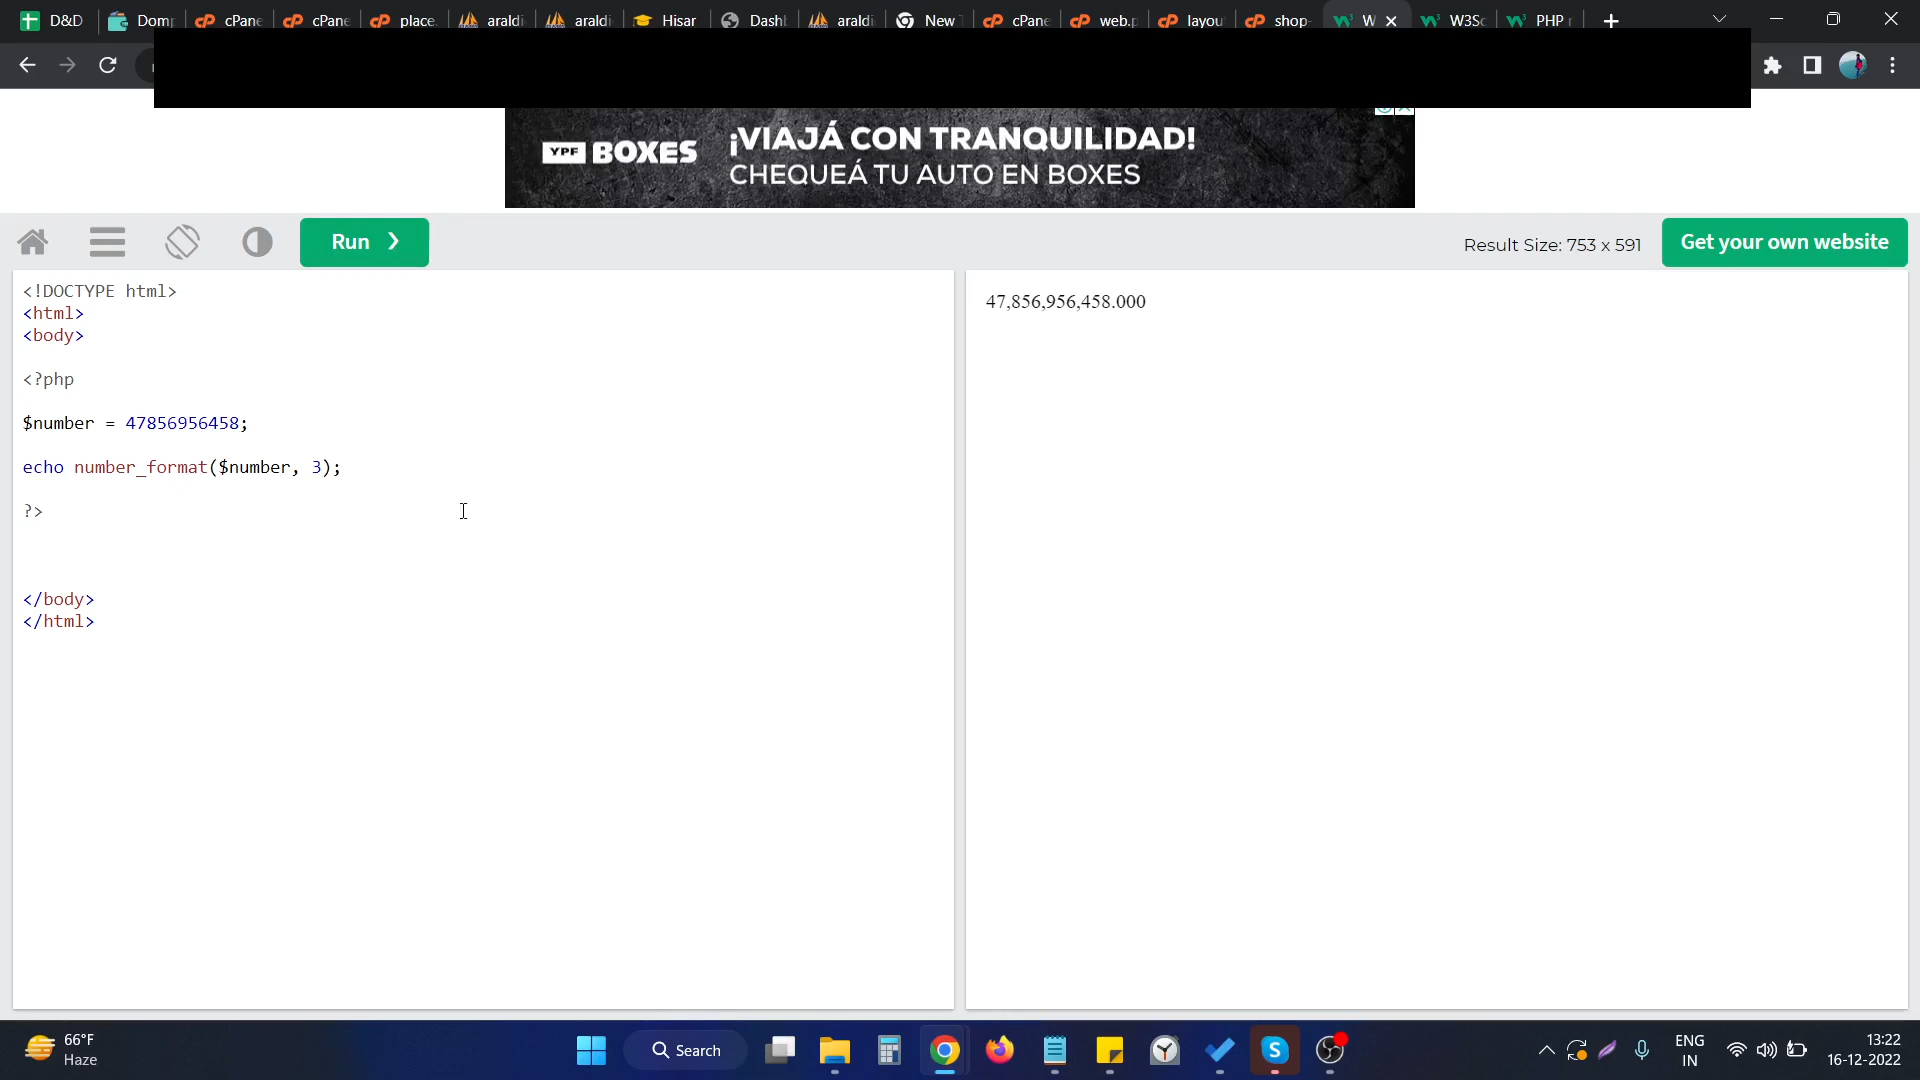 D&D
Domp
cPane
cPane
place.
araldi
araldi
Hisar
Dash
araldi
New T
cPane
web.p
layou
shop-
W
W3Sc
PHP r
YPF BOXES
¡VIAJÁ CON TRANQUILIDAD!
CHEQUEÁ TU AUTO EN BOXES
Run ❯
Result Size: 753 x 591
Get your own website
<!DOCTYPE html>
<html>
<body>
<?php
$number = 47856956458;
echo number_format($number, 3);
?>
</body>
</html>
47,856,956,458.000
66°F
Haze
Search
ENG
IN
13:22
16-12-2022